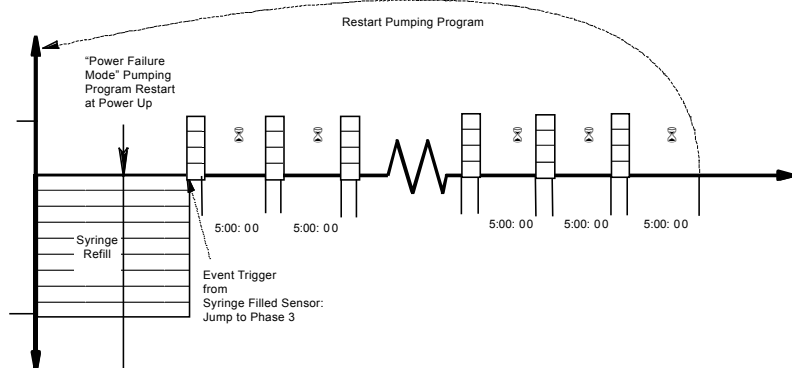 Restart Pumping Program
“Power Failure
Mode” Pumping
Program Restart
at Power Up
5:00: 00
5:00: 00
5:00: 00
5:00: 00
5:00: 00
Syringe
Refill
Event Trigger
from
Syringe Filled Sensor:
Jump to Phase 3